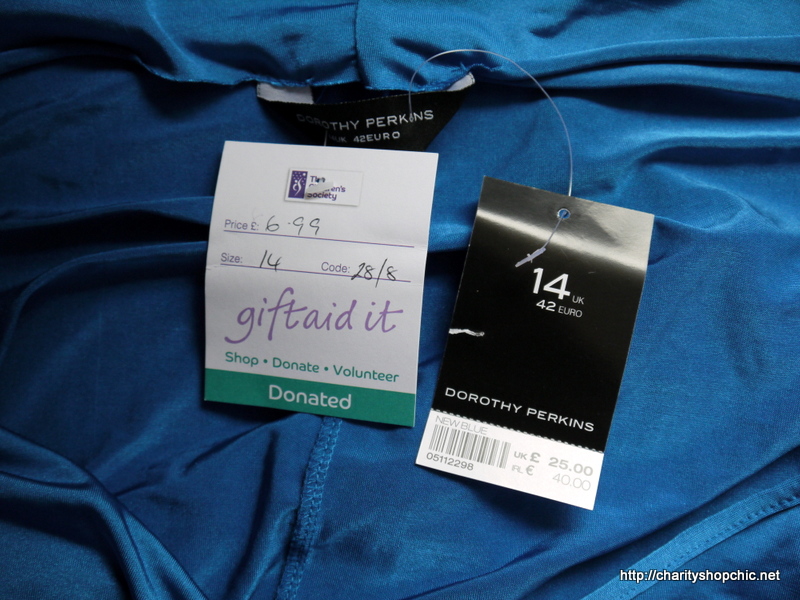 DOROTHY PERKINS
UK 42EURO
The
Children's
Society
Price £: 6.99
Size: 14 Code: 28/8
giftaid it
Shop • Donate • Volunteer
Donated
14 UK
42 EURO
DOROTHY PERKINS
NEW BLUE
05112298
UK £ 25.00
€ 40.00
http://charityshopchic.net